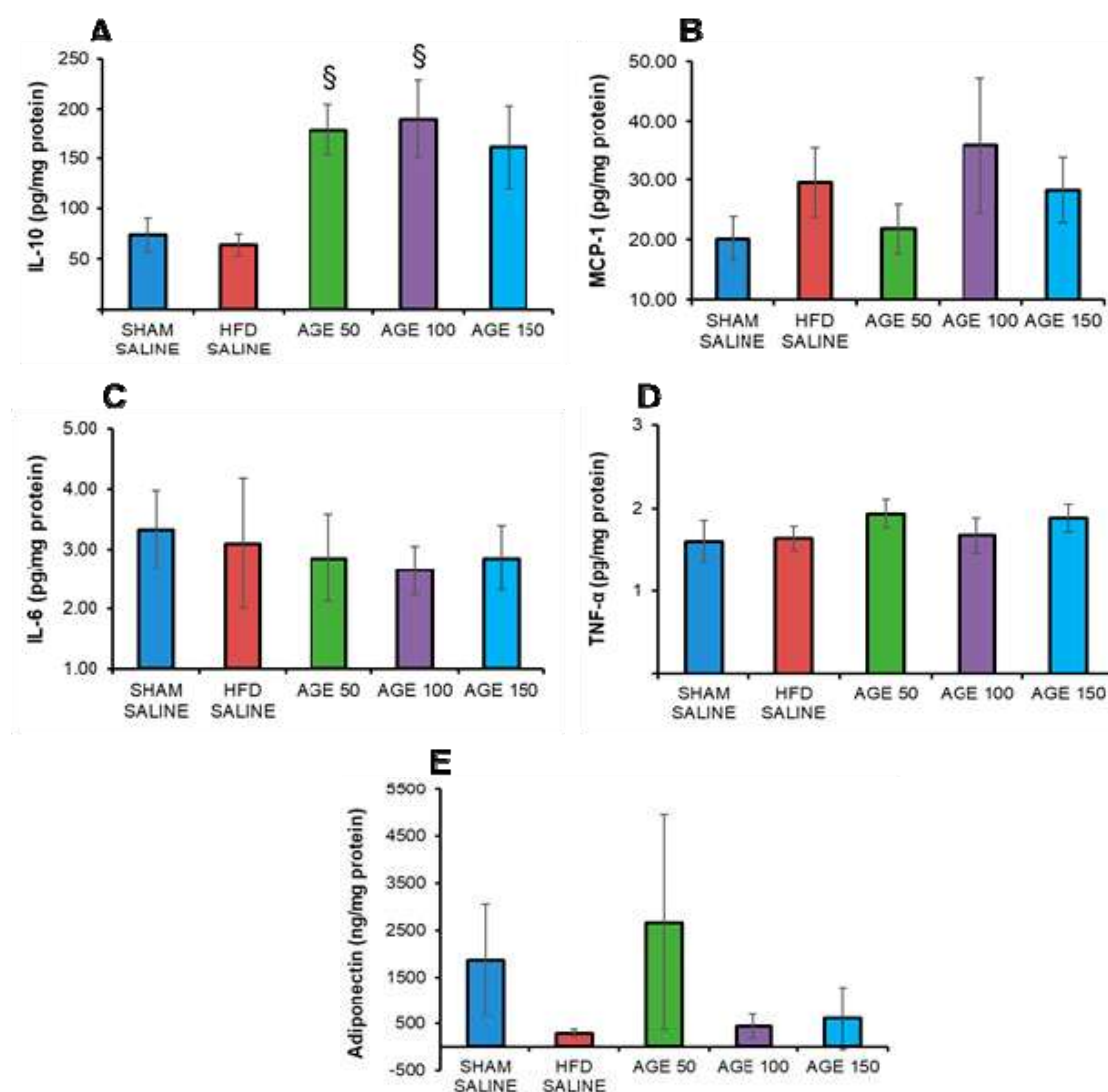 A
IL-10 (pg/mg protein)
250
200
150
100
50
§
§
SHAM SALINE
HFD SALINE
AGE 50
AGE 100
AGE 150
B
MCP-1 (pg/mg protein)
50.00
40.00
30.00
20.00
10.00
SHAM SALINE
HFD SALINE
AGE 50
AGE 100
AGE 150
C
IL-6 (pg/mg protein)
5.00
4.00
3.00
2.00
1.00
SHAM SALINE
HFD SALINE
AGE 50
AGE 100
AGE 150
D
TNF-α (pg/mg protein)
3
2
1
SHAM SALINE
HFD SALINE
AGE 50
AGE 100
AGE 150
E
Adiponectin (ng/mg protein)
5500
4500
3500
2500
1500
500
-500
SHAM SALINE
HFD SALINE
AGE 50
AGE 100
AGE 150